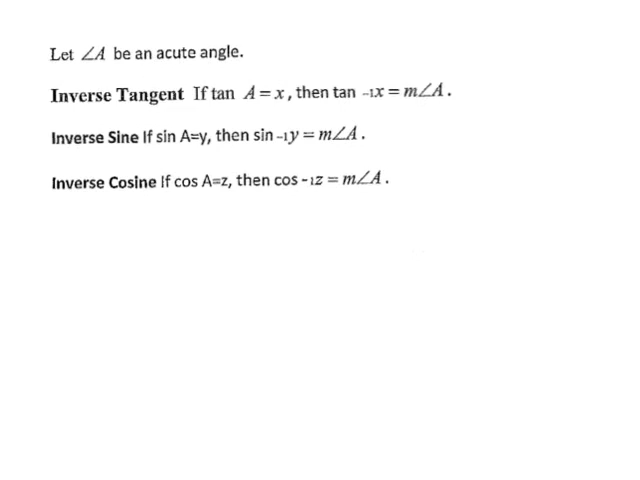 Let ∠A be an acute angle.
Inverse Tangent If tan A = x, then tan -1x = m∠A.
Inverse Sine If sin A=y, then sin -1y = m∠A.
Inverse Cosine If cos A=z, then cos -1z = m∠A.